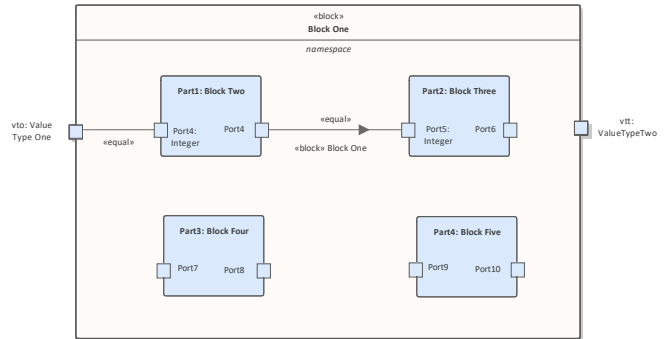 «block»
Block One
namespace
Part1: Block Two
Part2: Block Three
vto: Value
Type One
«equal»
Port4:
Integer
Port4
«equal»
«block» Block One
Port5:
Integer
Port6
vtt:
ValueTypeTwo
Part3: Block Four
Part4: Block Five
Port7
Port8
Port9
Port10